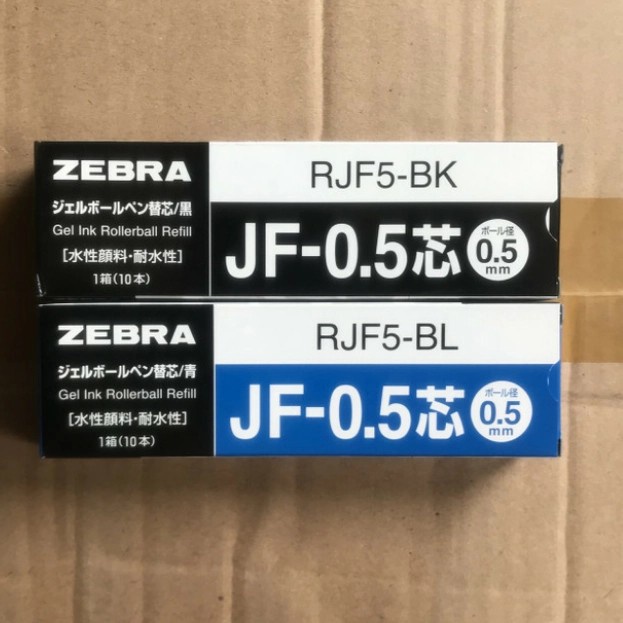 ZEBRA
ジェルボールペン替芯/黒
Gel Ink Rollerball Refill
[水性顔料・耐水性]
1箱(10本)
RJF5-BK
JF-0.5芯
ボール径
0.5
mm
ZEBRA
ジェルボールペン替芯/青
Gel Ink Rollerball Refill
[水性顔料・耐水性]
1箱(10本)
RJF5-BL
JF-0.5芯
ボール径
0.5
mm